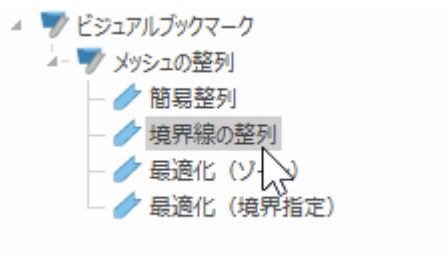 ビジュアルブックマーク
メッシュの整列
簡易整列
境界線の整列
最適化（ソ
最適化（境界指定）